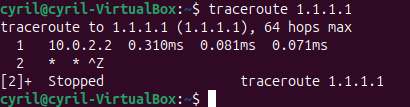 cyril@cyril-VirtualBox:~$ traceroute 1.1.1.1
traceroute to 1.1.1.1 (1.1.1.1), 64 hops max
  1   10.0.2.2  0.310ms  0.081ms  0.071ms
  2   *  * ^Z
[2]+  Stopped                 traceroute 1.1.1.1
cyril@cyril-VirtualBox:~$